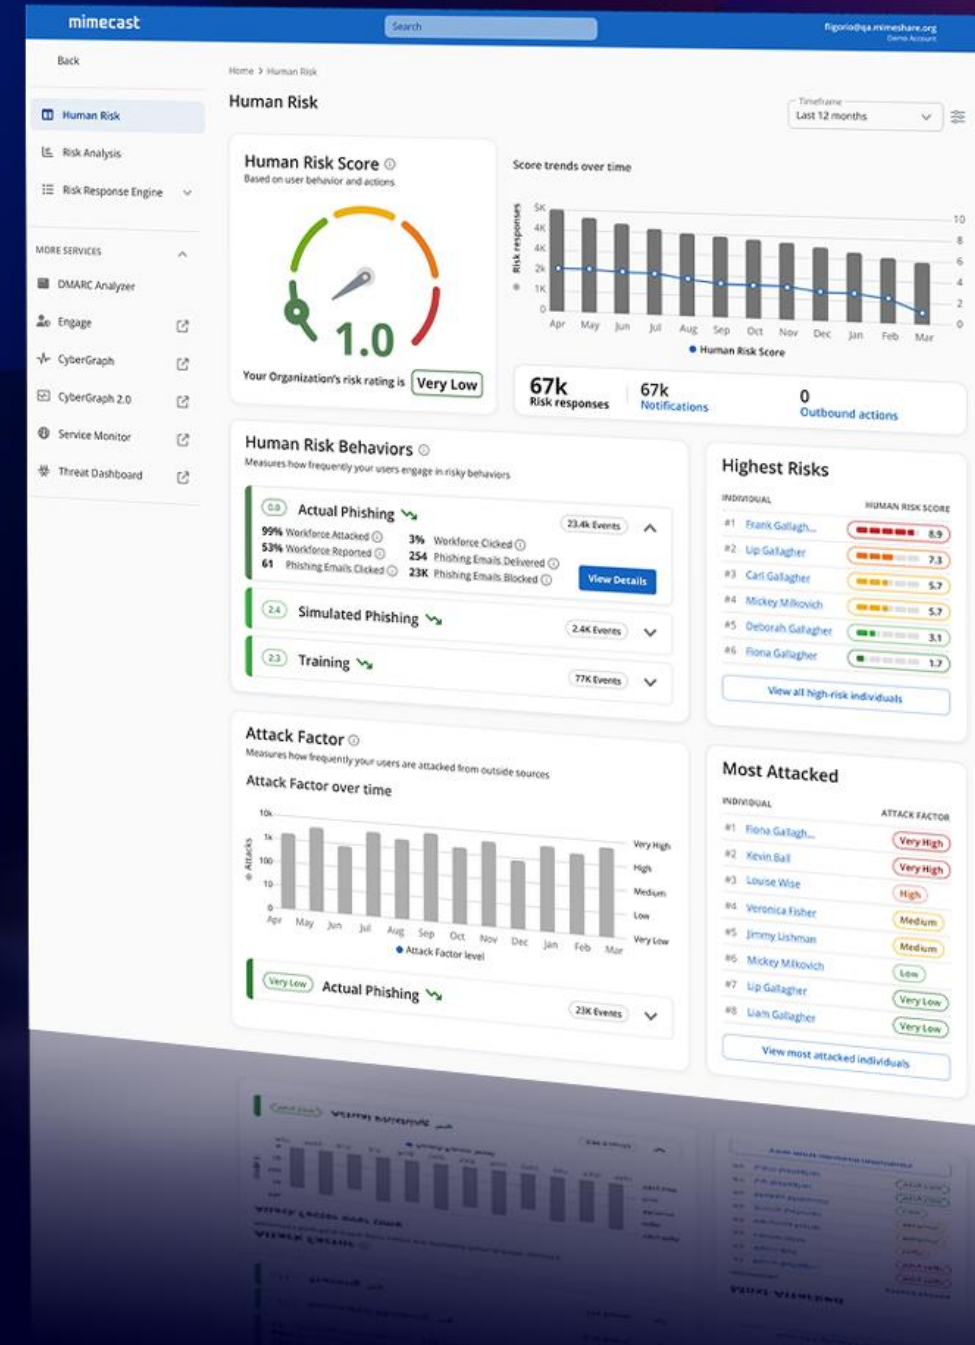 mimecast
Search
fligorio@qa.mimeshare.org
Demo Account
Back
Human Risk
Risk Analysis
Risk Response Engine
MORE SERVICES
DMARC Analyzer
Engage
CyberGraph
CyberGraph 2.0
Service Monitor
Threat Dashboard
Home > Human Risk
Human Risk
Timeframe
Last 12 months
Human Risk Score
Based on user behavior and actions
1.0
Your Organization's risk rating is Very Low
Score trends over time
Risk responses
5K
4K
4K
2k
1K
0
10
8
6
4
2
0
Apr May Jun Jul Aug Sep Oct Nov Dec Jan Feb Mar
Human Risk Score
67k
Risk responses
67k
Notifications
0
Outbound actions
Human Risk Behaviors
Measures how frequently your users engage in risky behaviors
0.0 Actual Phishing 23.4k Events
99% Workforce Attacked 3% Workforce Clicked
53% Workforce Reported 254 Phishing Emails Delivered
61 Phishing Emails Clicked 23K Phishing Emails Blocked
View Details
2.4 Simulated Phishing 2.4K Events
2.3 Training 77K Events
Highest Risks
INDIVIDUAL HUMAN RISK SCORE
#1 Frank Gallagh... 8.9
#2 Lip Gallagher 7.3
#3 Carl Gallagher 5.7
#4 Mickey Milkovich 5.7
#5 Deborah Gallagher 3.1
#6 Fiona Gallagher 1.7
View all high-risk individuals
Attack Factor
Measures how frequently your users are attacked from outside sources
Attack Factor over time
Attacks
10k
1k
100
10
0
Very High
High
Medium
Low
Very Low
Apr May Jun Jul Aug Sep Oct Nov Dec Jan Feb Mar
Attack Factor level
Very Low Actual Phishing 23K Events
Most Attacked
INDIVIDUAL ATTACK FACTOR
#1 Fiona Gallagh... Very High
#2 Kevin Ball Very High
#3 Louise Wise High
#4 Veronica Fisher Medium
#5 Jimmy Lishman Medium
#6 Mickey Milkovich Low
#7 Lip Gallagher Very Low
#8 Liam Gallagher Very Low
View most attacked individuals